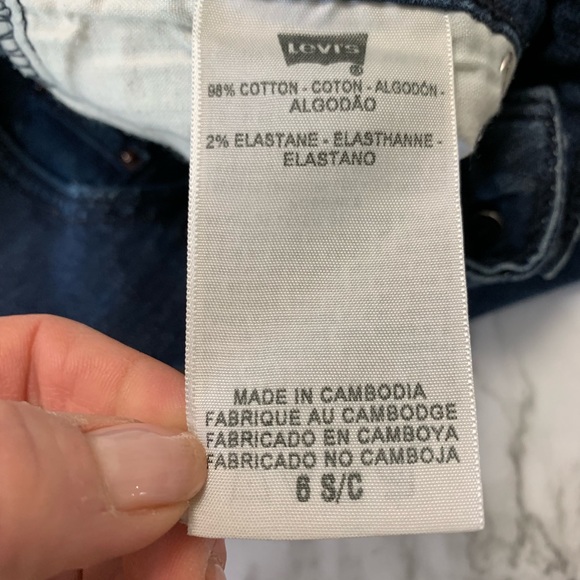 Levi's
®
98% COTTON - COTON - ALGODÓN -
ALGODÃO
2% ELASTANE - ÉLASTHANNE -
ELASTANO
MADE IN CAMBODIA
FABRIQUE AU CAMBODGE
FABRICADO EN CAMBOYA
FABRICADO NO CAMBOJA
6 S/C